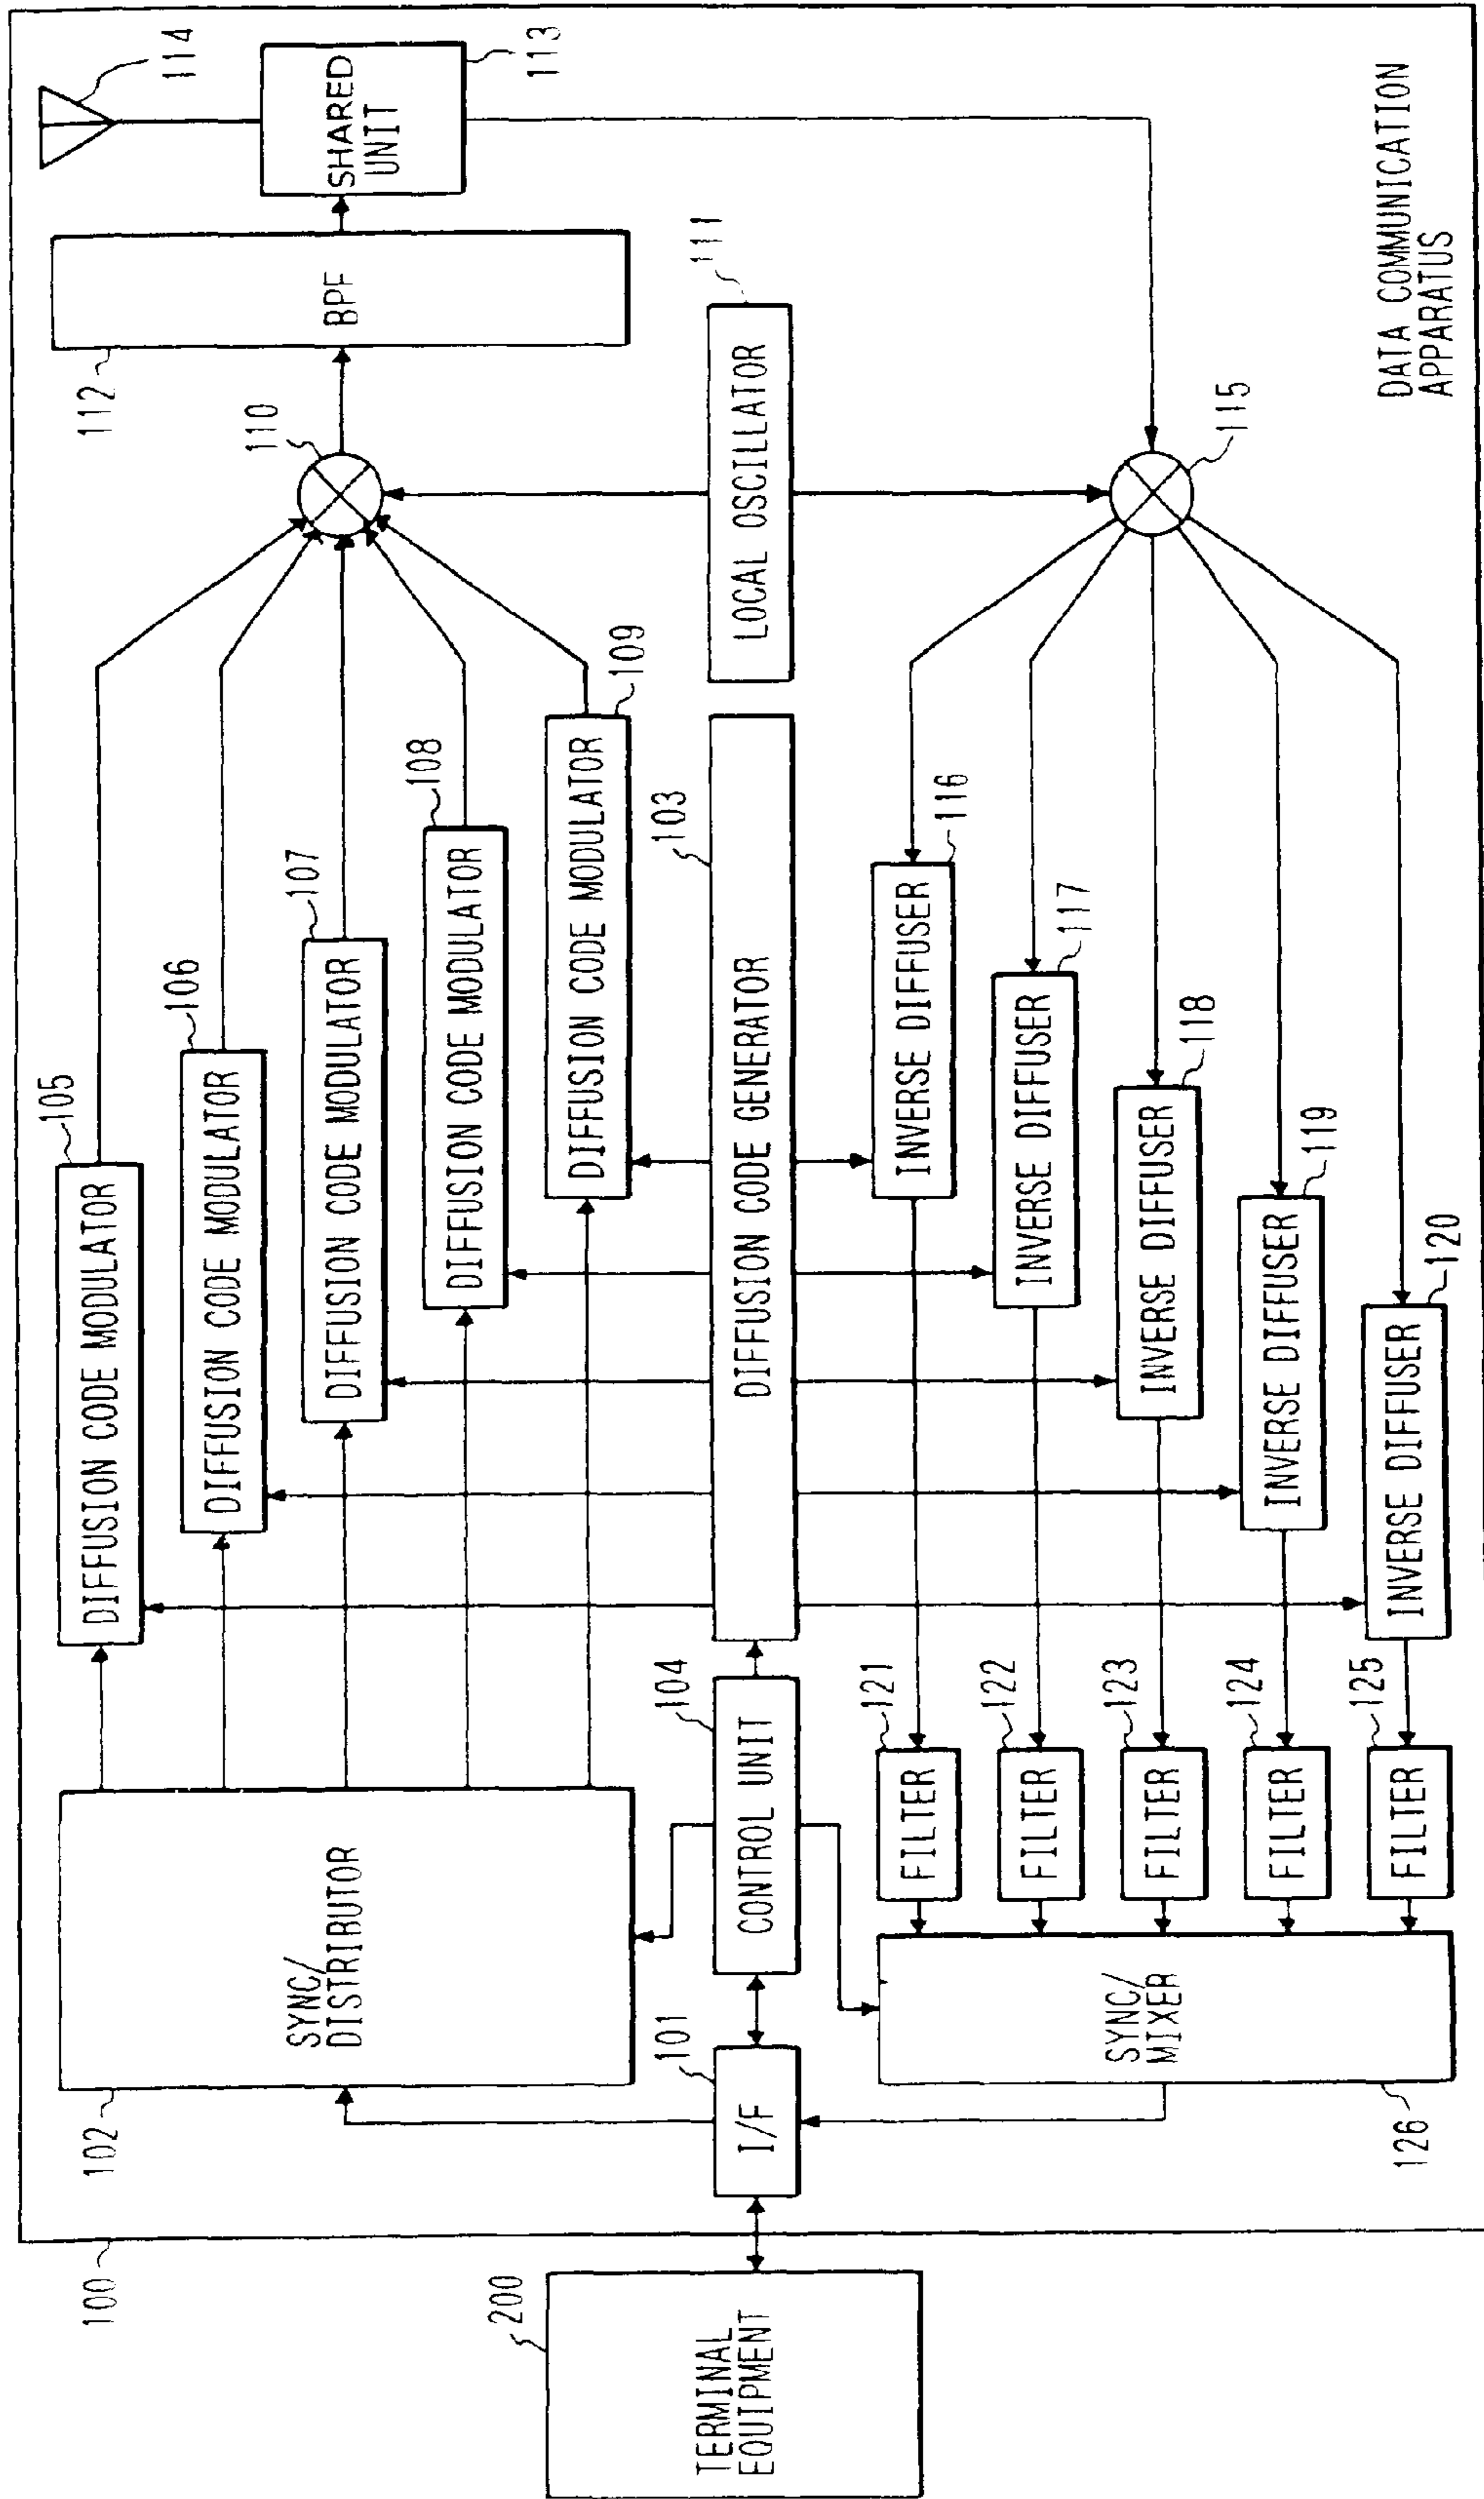 100
102
105
106
107
108
109
110
112
114
113
111
103
104
101
200
DIFFUSION CODE MODULATOR
DIFFUSION CODE MODULATOR
DIFFUSION CODE MODULATOR
DIFFUSION CODE MODULATOR
DIFFUSION CODE MODULATOR
SYNC/
DISTRIBUTOR
BPF
SHARED
UNIT
TERMINAL
EQUIPMENT
I/F
CONTROL UNIT
DIFFUSION CODE GENERATOR
LOCAL OSCILLATOR
121
FILTER
INVERSE DIFFUSER
116
122
FILTER
INVERSE DIFFUSER
117
123
FILTER
INVERSE DIFFUSER
118
124
FILTER
INVERSE DIFFUSER
119
125
FILTER
INVERSE DIFFUSER
120
SYNC/
MIXER
126
115
DATA COMMUNICATION
APPARATUS